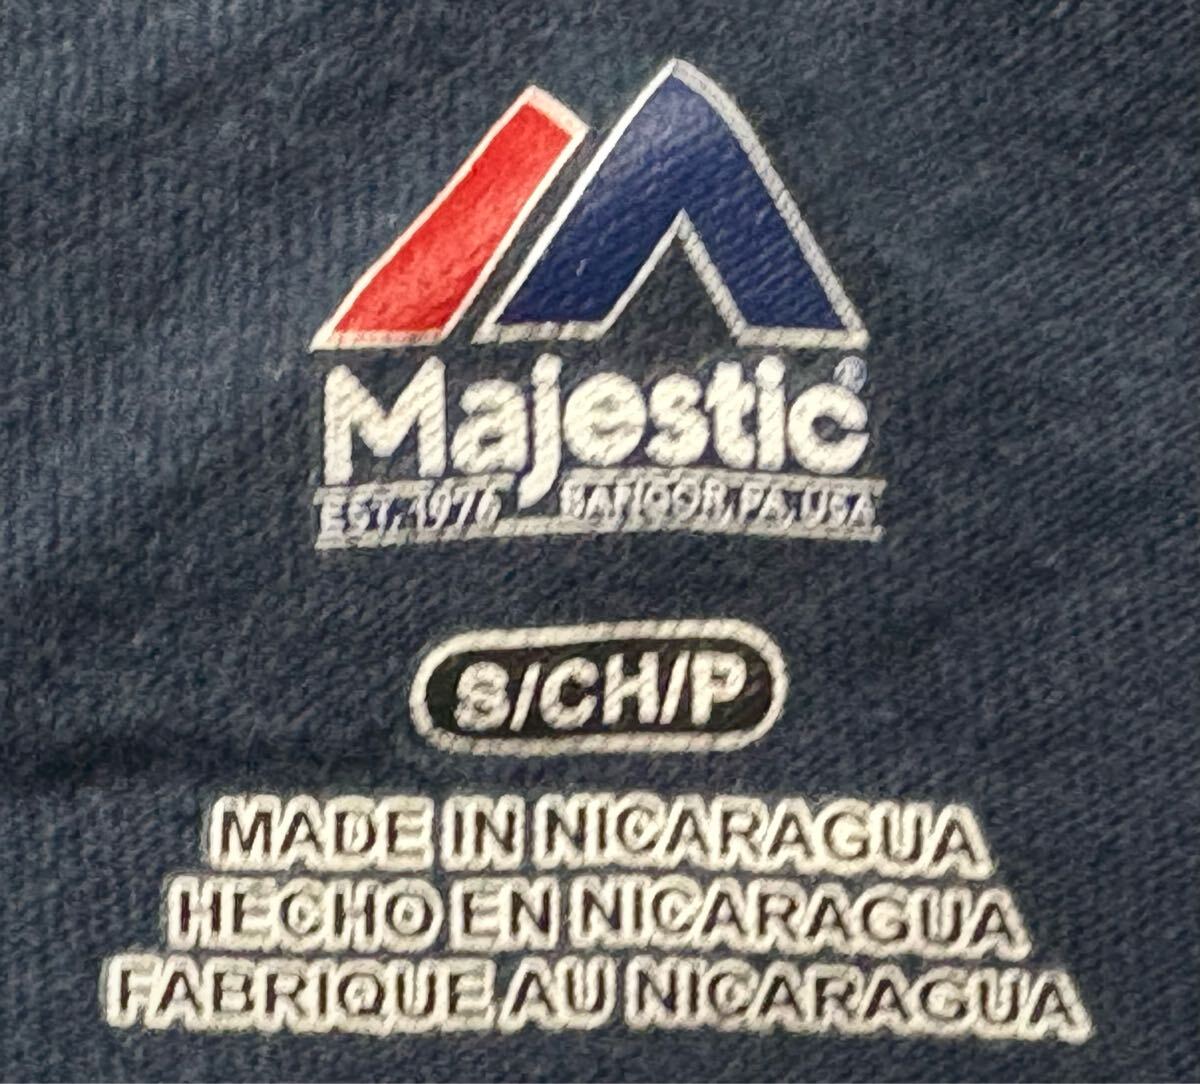 Majestic®
EST. 1976 BANGOR, PA USA
S/CH/P
MADE IN NICARAGUA
HECHO EN NICARAGUA
FABRIQUE AU NICARAGUA